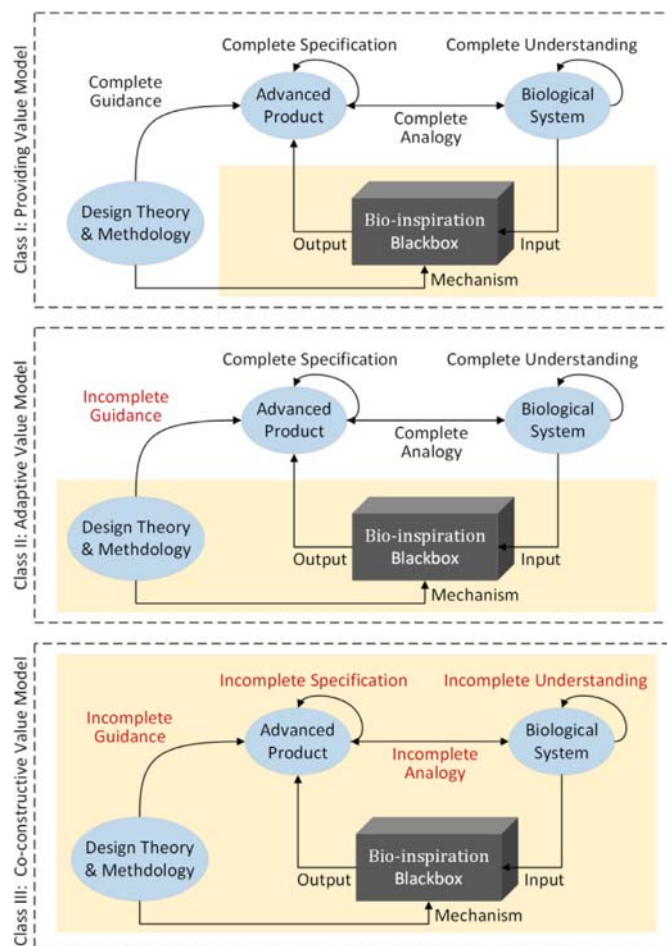 Class I: Providing Value Model
Complete Specification
Complete Understanding
Complete
Guidance
Advanced
Product
Complete
Analogy
Biological
System
Design Theory
& Methdology
Bio-inspiration
Blackbox
Output
Input
Mechanism
Class II: Adaptive Value Model
Complete Specification
Complete Understanding
Incomplete
Guidance
Advanced
Product
Complete
Analogy
Biological
System
Design Theory
& Methdology
Bio-inspiration
Blackbox
Output
Input
Mechanism
Class III: Co-constructive Value Model
Incomplete Specification
Incomplete Understanding
Incomplete
Guidance
Advanced
Product
Incomplete
Analogy
Biological
System
Design Theory
& Methdology
Bio-inspiration
Blackbox
Output
Input
Mechanism